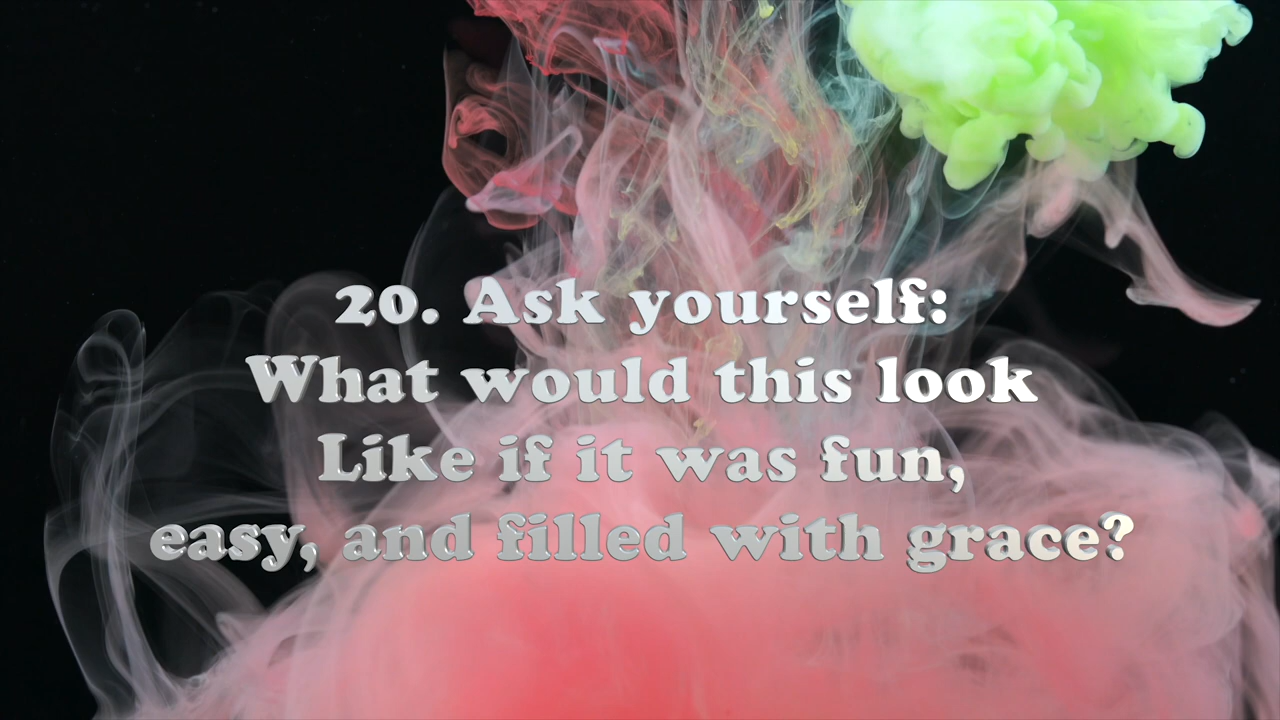 20. Ask yourself:
What would this look
Like if it was fun,
easy, and filled with grace?